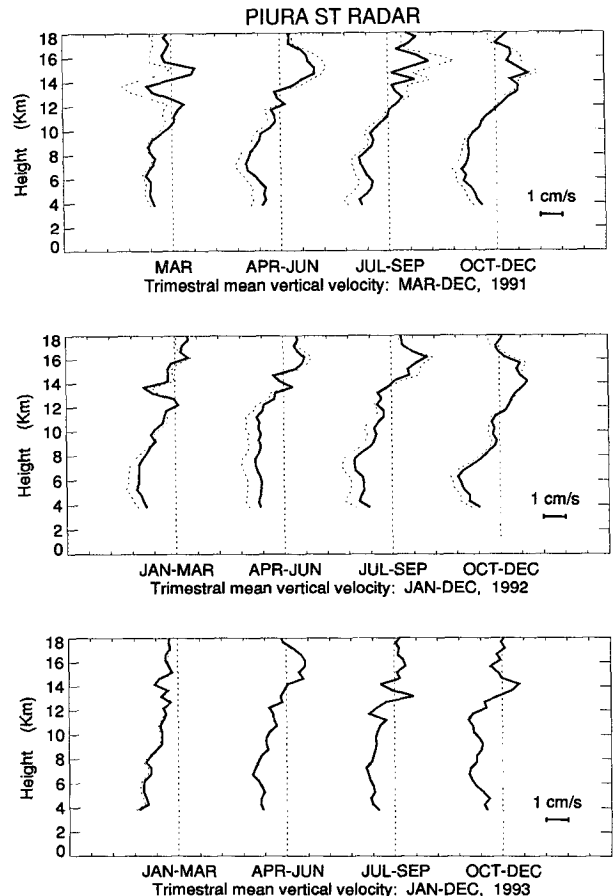 PIURA ST RADAR
18
16
14
12
10
8
6
4
2
0
Height (Km)
1 cm/s
MAR APR-JUN JUL-SEP OCT-DEC
Trimestral mean vertical velocity: MAR-DEC, 1991
18
16
14
12
10
8
6
4
2
0
Height (Km)
1 cm/s
JAN-MAR APR-JUN JUL-SEP OCT-DEC
Trimestral mean vertical velocity: JAN-DEC, 1992
18
16
14
12
10
8
6
4
2
0
Height (Km)
1 cm/s
JAN-MAR APR-JUN JUL-SEP OCT-DEC
Trimestral mean vertical velocity: JAN-DEC, 1993